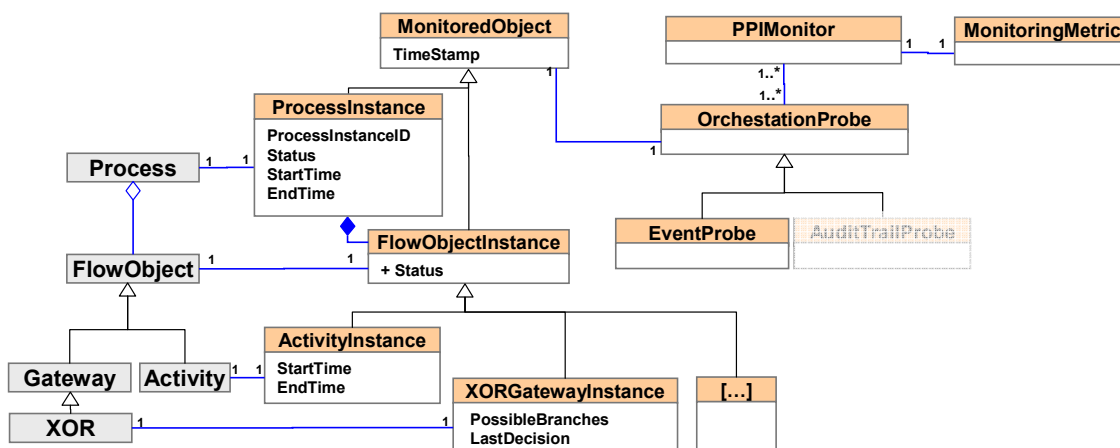 MonitoredObject
TimeStamp
PPIMonitor
MonitoringMetric
1
1
1..*
1..*
1
1
OrchestationProbe
EventProbe
AuditTrailProbe
ProcessInstance
ProcessInstanceID
Status
StartTime
EndTime
Process
1
1
FlowObjectInstance
+ Status
FlowObject
1
1
ActivityInstance
StartTime
EndTime
Gateway
Activity
1
1
XORGatewayInstance
PossibleBranches
LastDecision
[...]
XOR
1
1